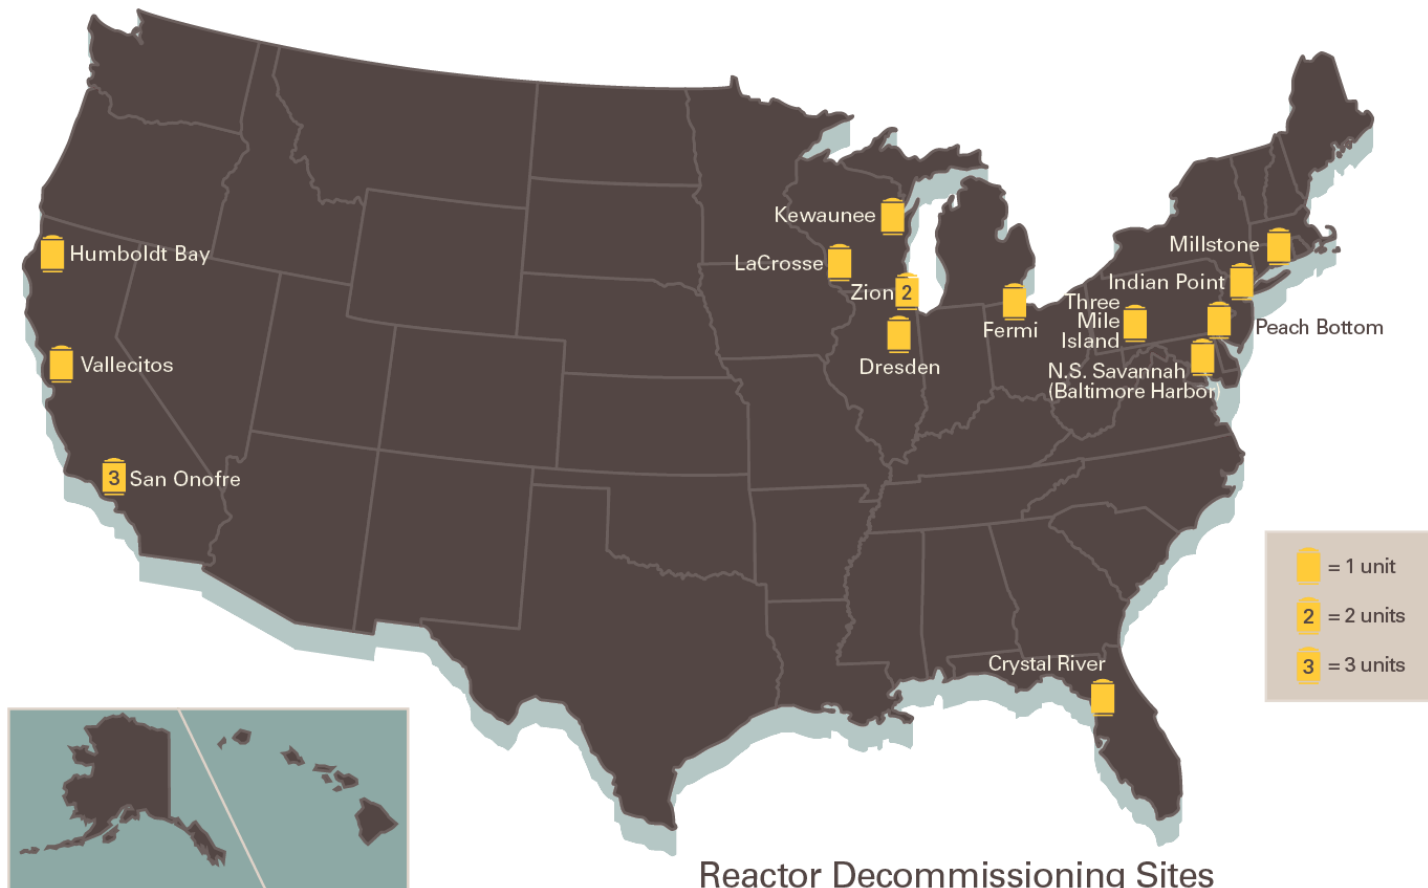 Kewaunee
Millstone
Humboldt Bay
LaCrosse
Indian Point
Zion 2
Three
Mile
Island
Fermi
Peach Bottom
Vallecitos
Dresden
N.S. Savannah
(Baltimore Harbor)
3 San Onofre
= 1 unit
2 = 2 units
3 = 3 units
Crystal River
Reactor Decommissioning Sites